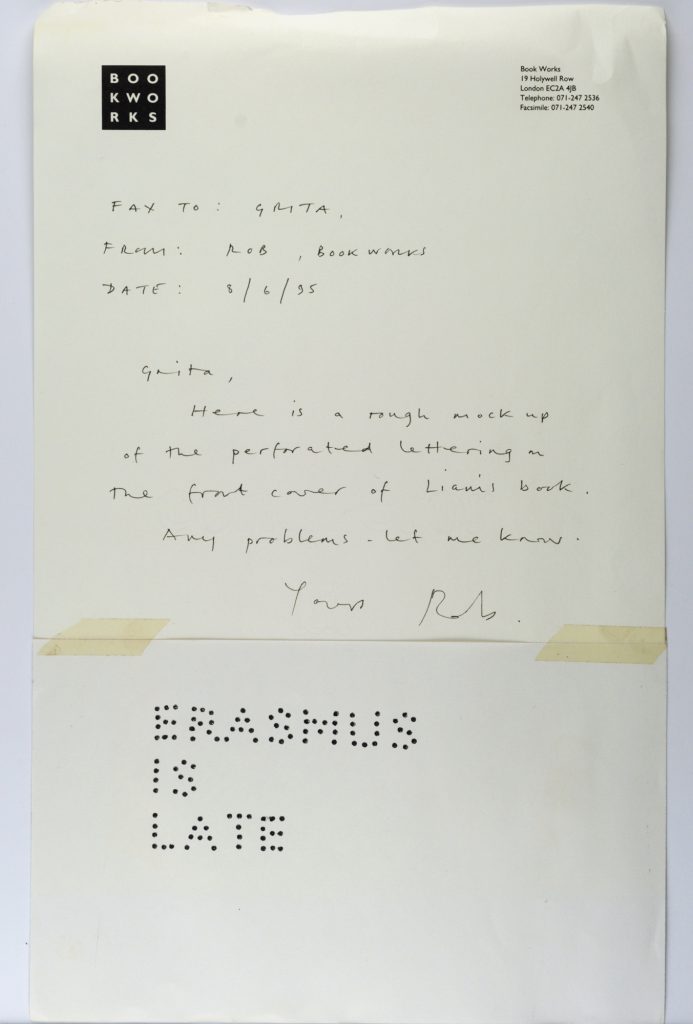 BOO
KWO
RKS
Book Works
19 Holywell Row
London EC2A 4JB
Telephone: 071-247 2536
Facsimile: 071-247 2540
FAX TO: GRITA,
FROM: ROB, BOOKWORKS
DATE: 8/6/95
Grita,
Here is a rough mock up
of the perforated lettering on
the front cover of Liam's book.
Any problems - let me know.
Yours Rob.
ERASMUS
IS
LATE